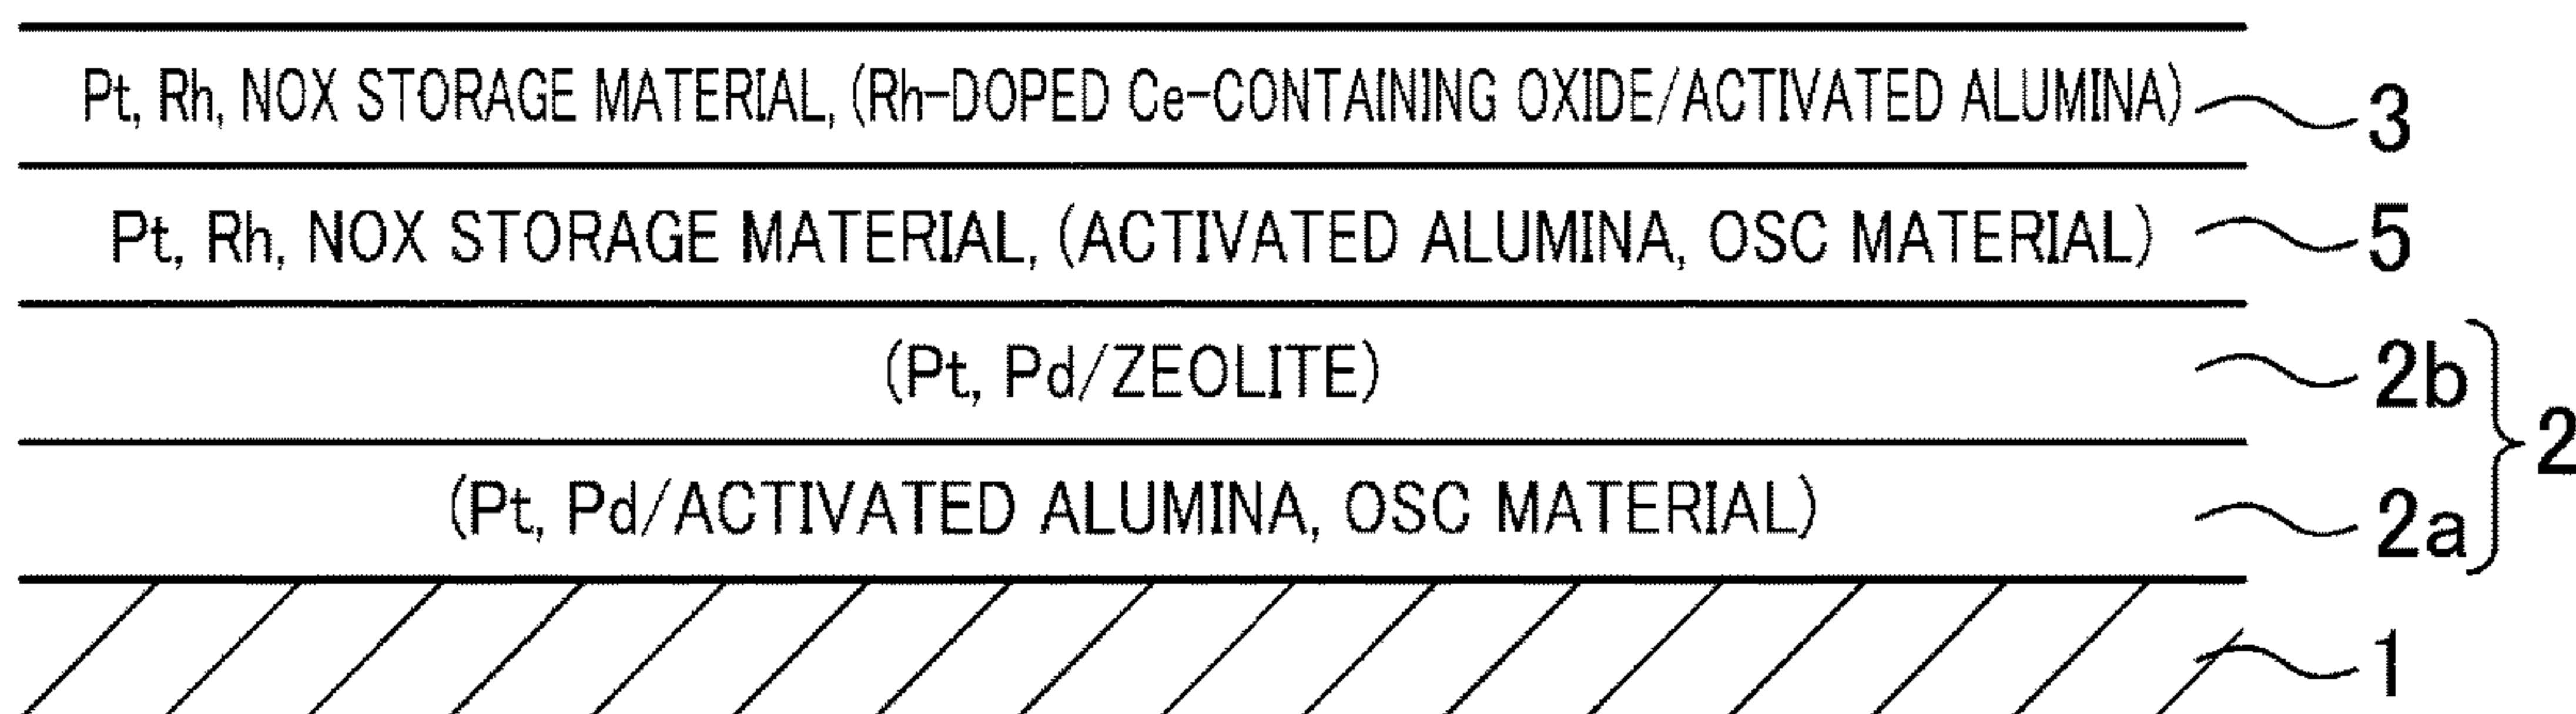 Pt, Rh, NOX STORAGE MATERIAL, (Rh-DOPED Ce-CONTAINING OXIDE/ACTIVATED ALUMINA) 3
Pt, Rh, NOX STORAGE MATERIAL, (ACTIVATED ALUMINA, OSC MATERIAL) 5
(Pt, Pd/ZEOLITE) 2b
2
(Pt, Pd/ACTIVATED ALUMINA, OSC MATERIAL) 2a
1